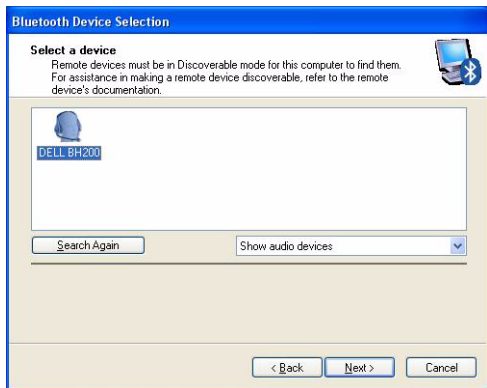 Bluetooth Device Selection
Select a device
Remote devices must be in Discoverable mode for this computer to find them.
For assistance in making a remote device discoverable, refer to the remote
device's documentation.
DELL BH200
Search Again
Show audio devices
< Back
Next >
Cancel